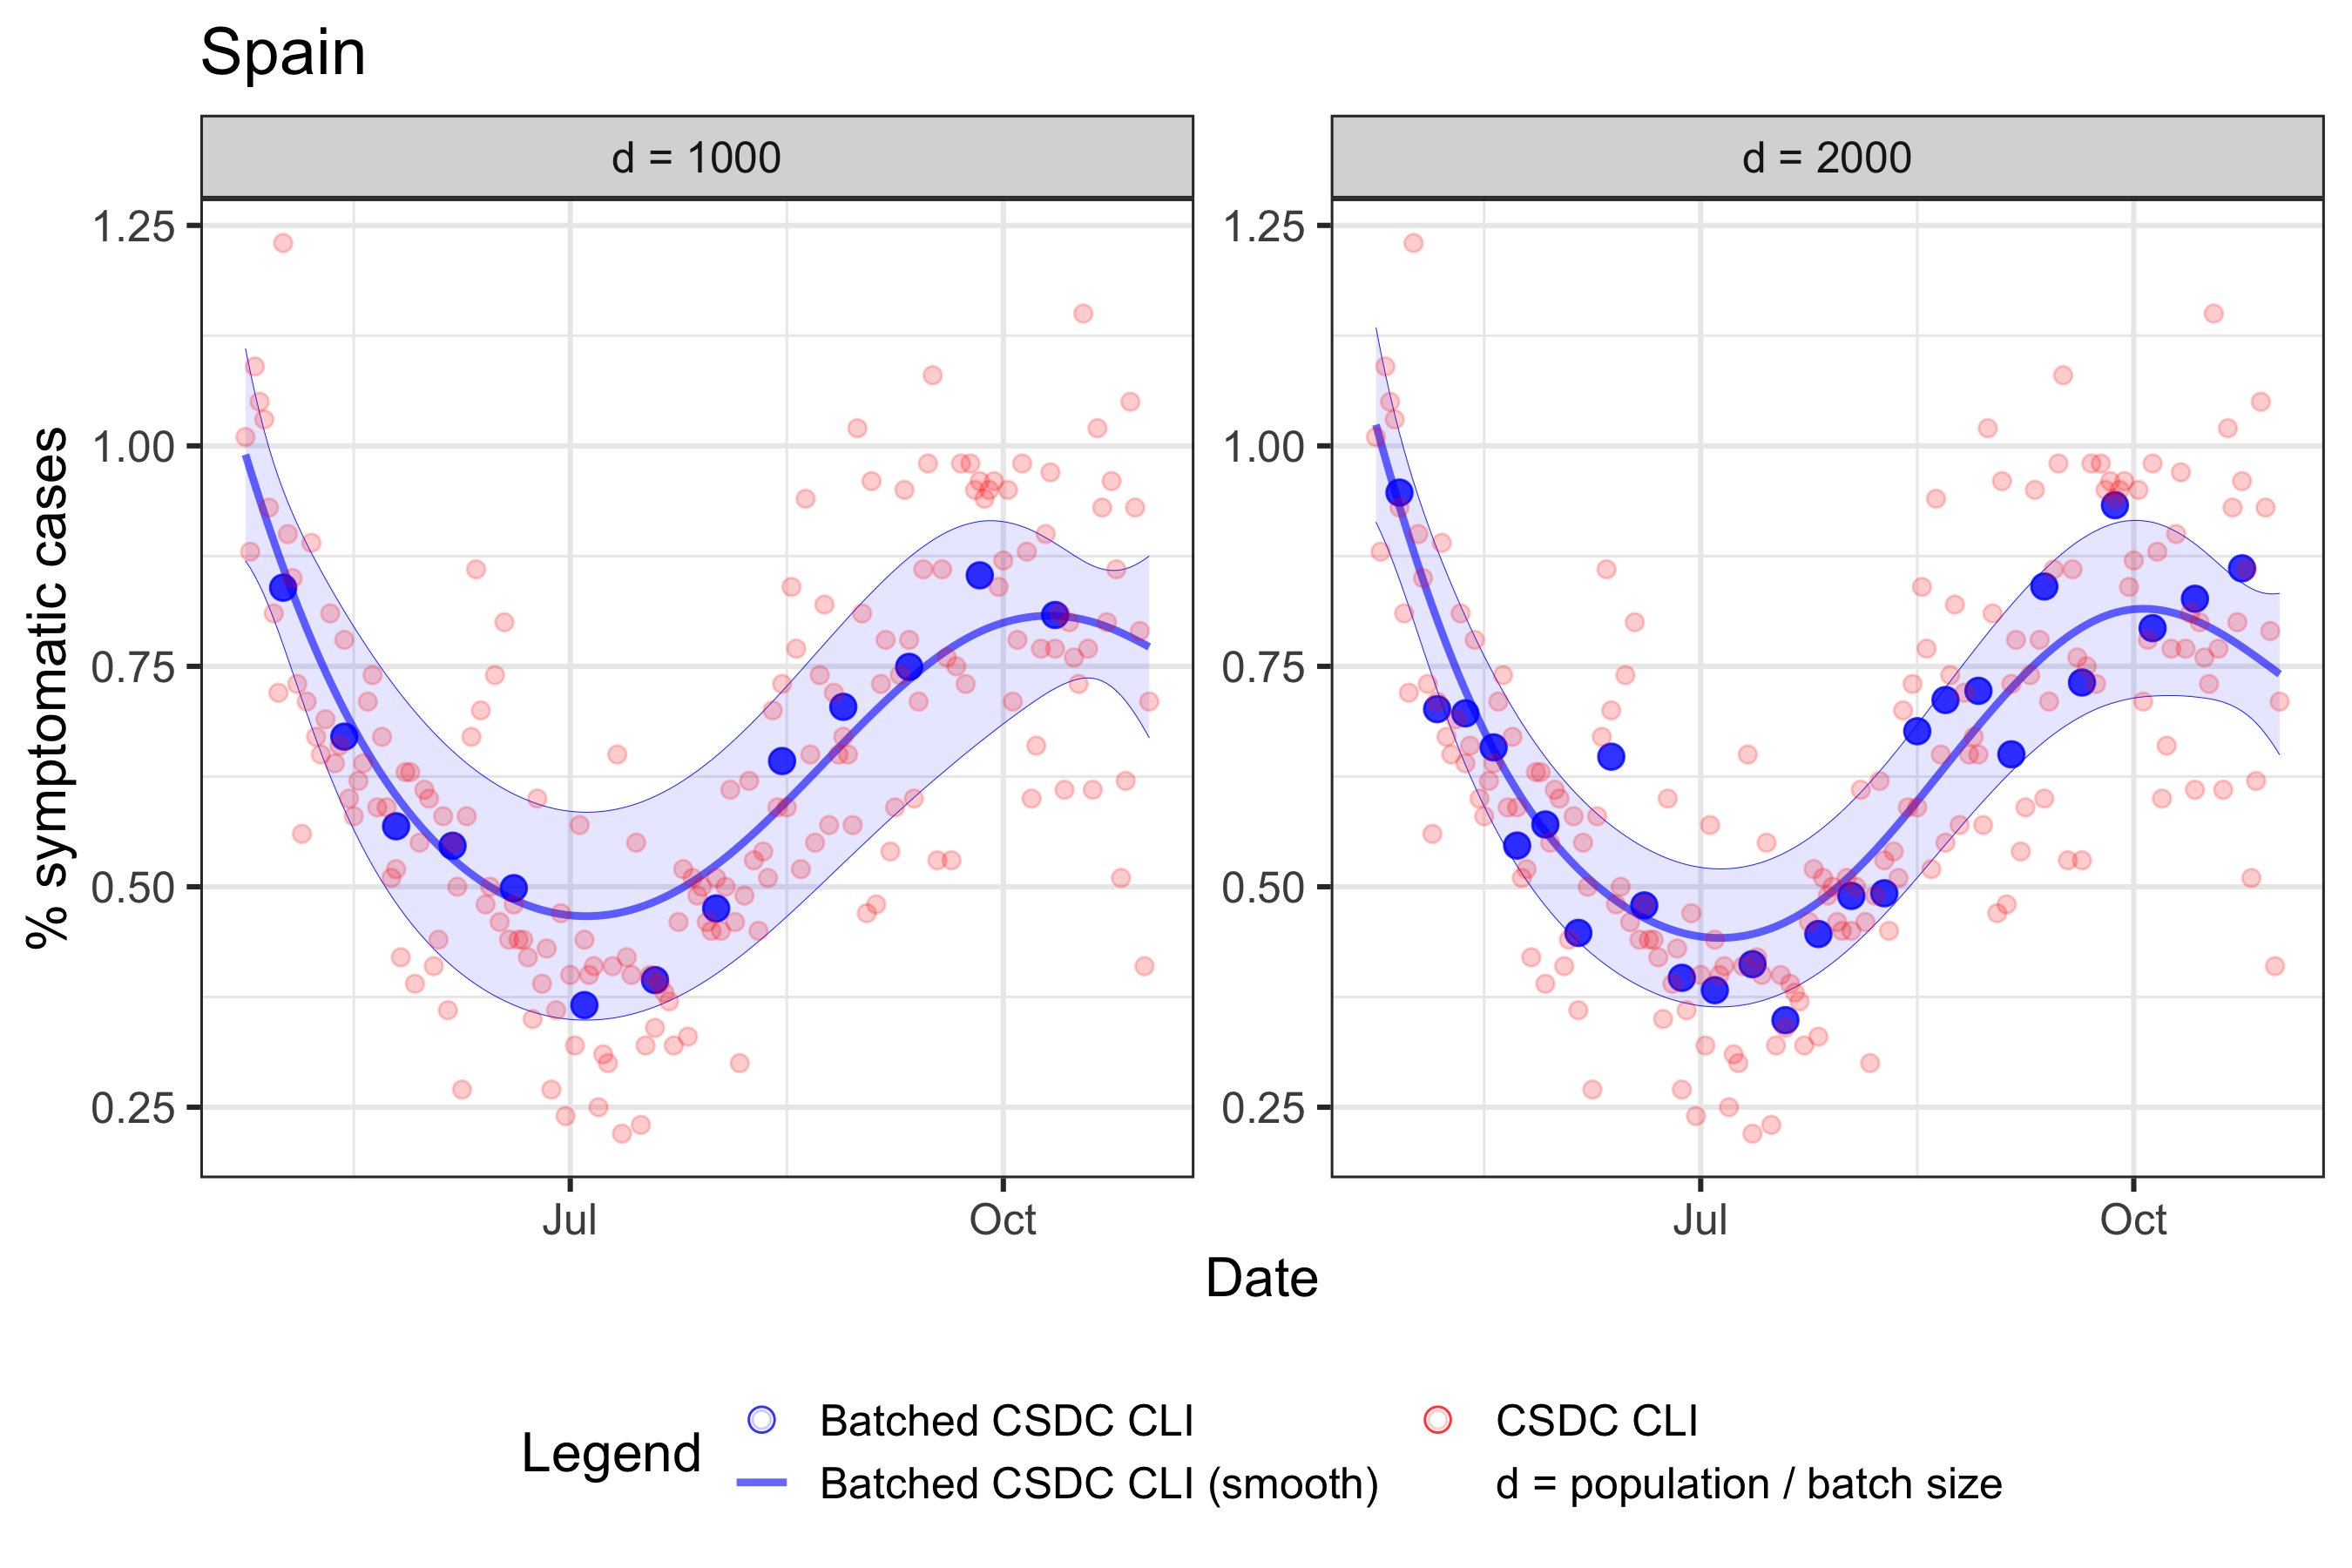 Spain
d = 1000
d = 2000
% symptomatic cases
1.25
1.00
0.75
0.50
0.25
1.25
1.00
0.75
0.50
0.25
Jul
Oct
Jul
Oct
Date
Legend
Batched CSDC CLI
CSDC CLI
Batched CSDC CLI (smooth)
d = population / batch size